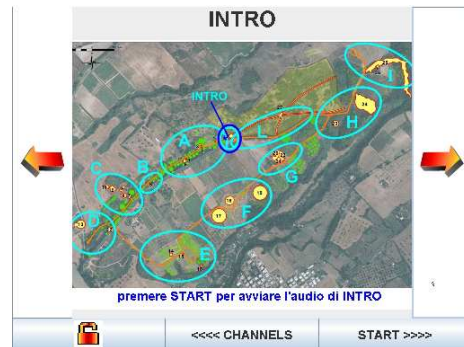 INTRO
INTRO
A
B
C
D
E
F
G
H
I
L
premere START per avviare l'audio di INTRO
<<<< CHANNELS
START >>>>